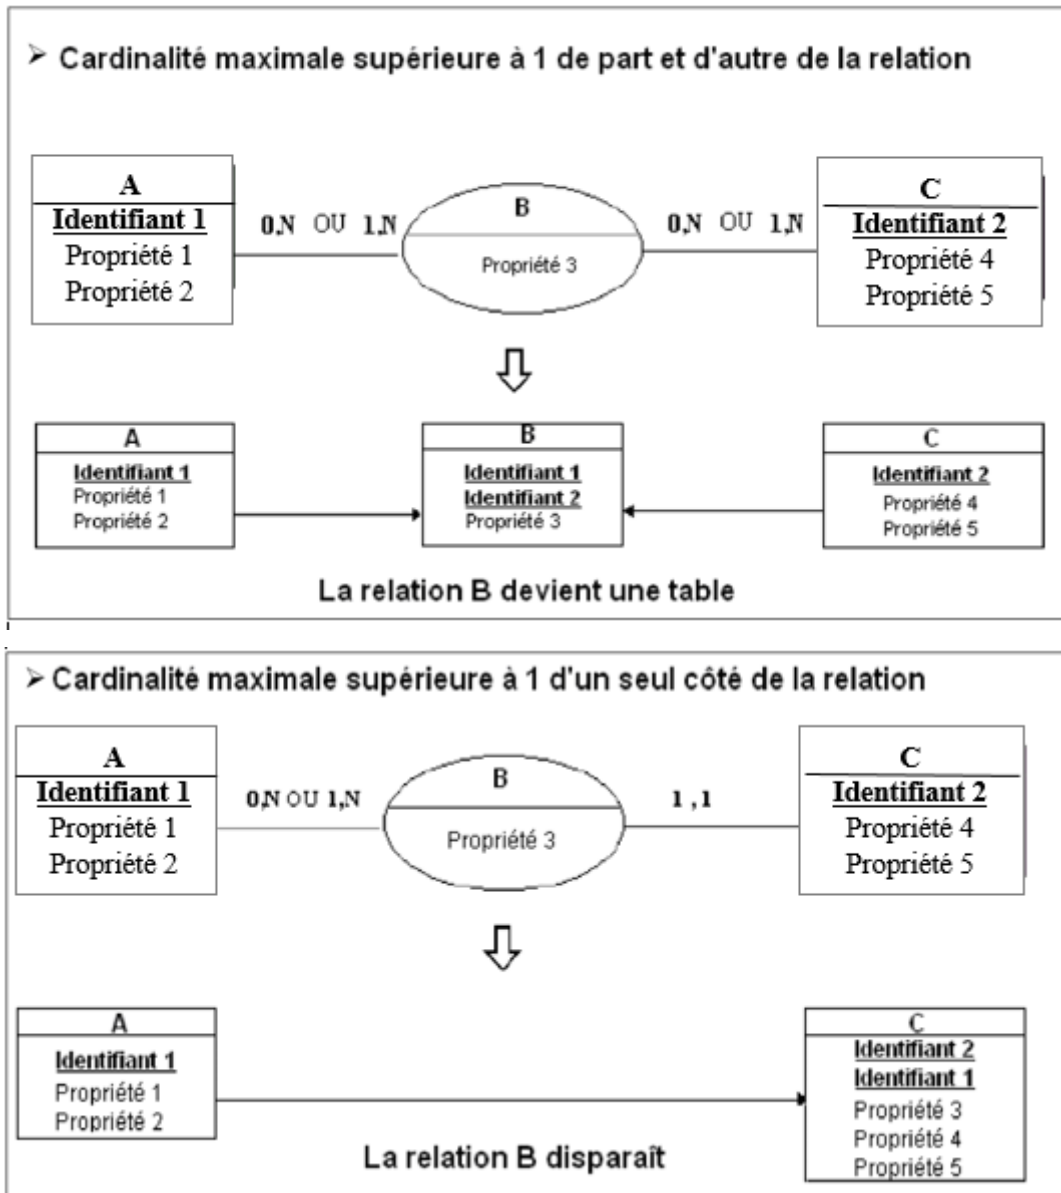 ➢ Cardinalité maximale supérieure à 1 de part et d'autre de la relation
A
Identifiant 1
Propriété 1
Propriété 2
0,N OU 1,N
B
Propriété 3
0,N OU 1,N
C
Identifiant 2
Propriété 4
Propriété 5
A
Identifiant 1
Propriété 1
Propriété 2
B
Identifiant 1
Identifiant 2
Propriété 3
C
Identifiant 2
Propriété 4
Propriété 5
La relation B devient une table
➢ Cardinalité maximale supérieure à 1 d'un seul côté de la relation
A
Identifiant 1
Propriété 1
Propriété 2
0,N OU 1,N
B
Propriété 3
1 ,1
C
Identifiant 2
Propriété 4
Propriété 5
A
Identifiant 1
Propriété 1
Propriété 2
C
Identifiant 2
Identifiant 1
Propriété 3
Propriété 4
Propriété 5
La relation B disparaît